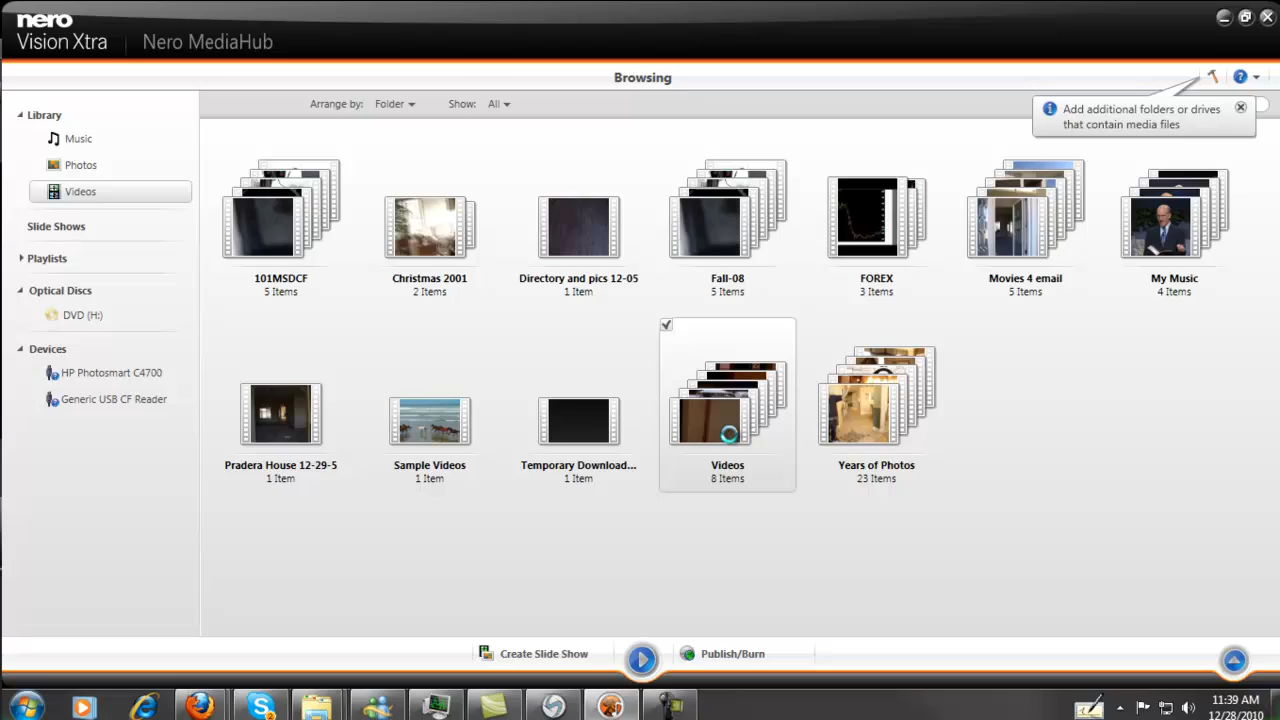 nero
Vision Xtra
Nero MediaHub
Browsing
Arrange by: Folder Show: All
Add additional folders or drives
that contain media files
Library
Music
Photos
Videos
Slide Shows
Playlists
Optical Discs
DVD (H:)
Devices
HP Photosmart C4700
Generic USB CF Reader
101MSDCF
5 Items
Christmas 2001
2 Items
Directory and pics 12-05
1 Item
Fall-08
5 Items
FOREX
3 Items
Movies 4 email
5 Items
My Music
4 Items
Pradera House 12-29-5
1 Item
Sample Videos
1 Item
Temporary Download...
1 Item
Videos
8 Items
Years of Photos
23 Items
Create Slide Show
Publish/Burn
11:39 AM
12/28/2010